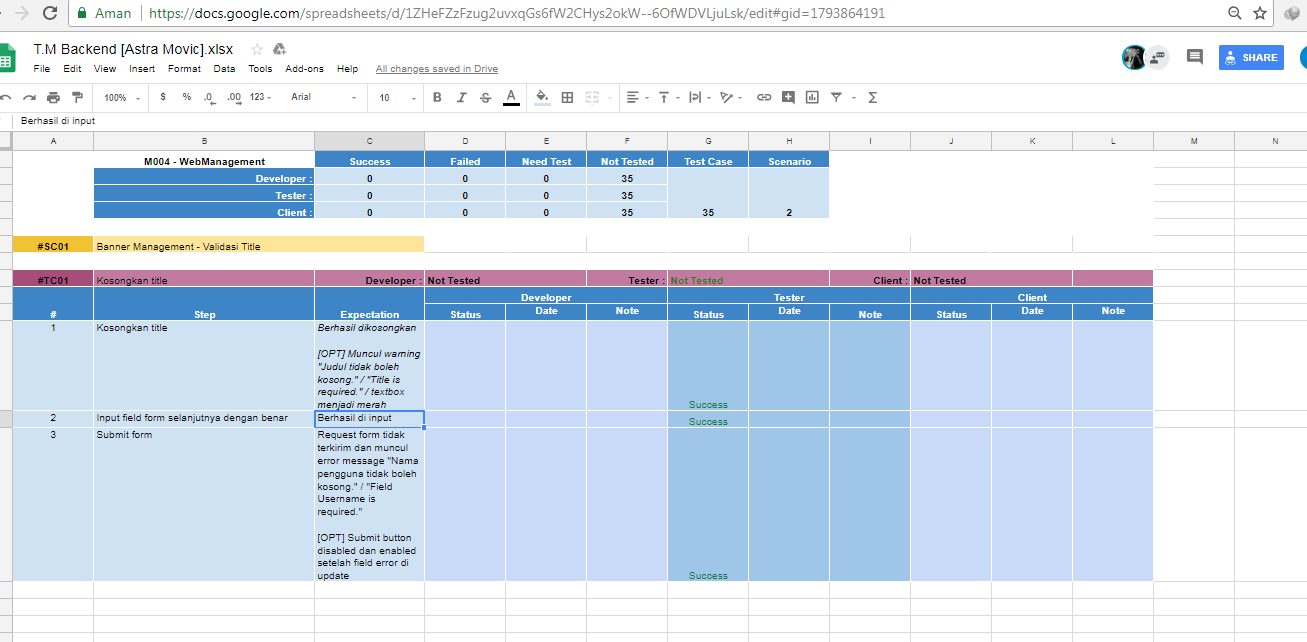 Aman https://docs.google.com/spreadsheets/d/1ZHeFZzFzug2uvxqGs6fW2CHys2okW--6OfWDVLjuLsk/edit#gid=1793864191
T.M Backend [Astra Movic].xlsx
File Edit View Insert Format Data Tools Add-ons Help All changes saved in Drive
SHARE
100% $ % .0 .00 123 Arial 10 B I S A Σ
Berhasil di input
A B C D E F G H I J K L M N
M004 - WebManagement Success Failed Need Test Not Tested Test Case Scenario
Developer : 0 0 0 35
Tester : 0 0 0 35
Client : 0 0 0 35 35 2
#SC01 Banner Management - Validasi Title
#TC01 Kosongkan title Developer : Not Tested Tester : Not Tested Client : Not Tested
Developer Tester Client
# Step Expectation Status Date Note Status Date Note Status Date Note
1 Kosongkan title Berhasil dikosongkan
[OPT] Muncul warning
"Judul tidak boleh
kosong." / "Title is
required." / textbox
menjadi merah Success
2 Input field form selanjutnya dengan benar Berhasil di input Success
3 Submit form Request form tidak
terkirim dan muncul
error message "Nama
pengguna tidak boleh
kosong." / "Field
Username is
required."
[OPT] Submit button
disabled dan enabled
setelah field error di
update Success